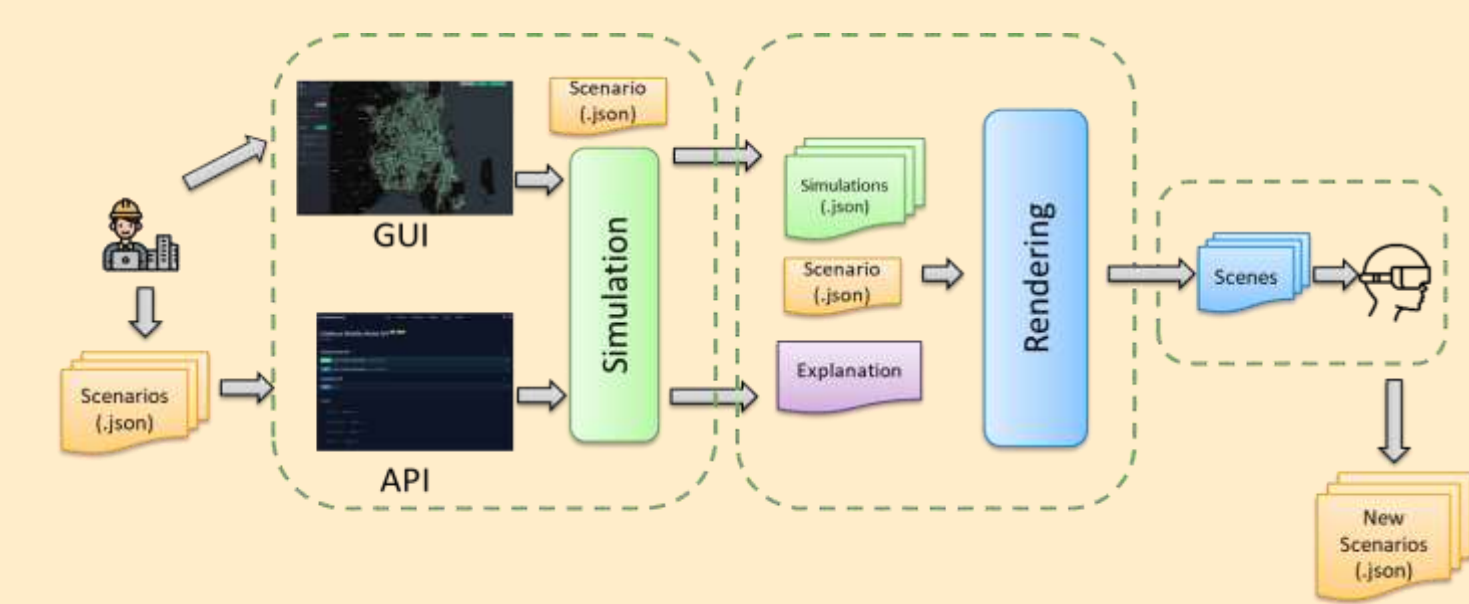 Scenario
(.json)
GUI
Simulation
API
Scenarios
(.json)
Simulations
(.json)
Scenario
(.json)
Explanation
Rendering
Scenes
New
Scenarios
(.json)